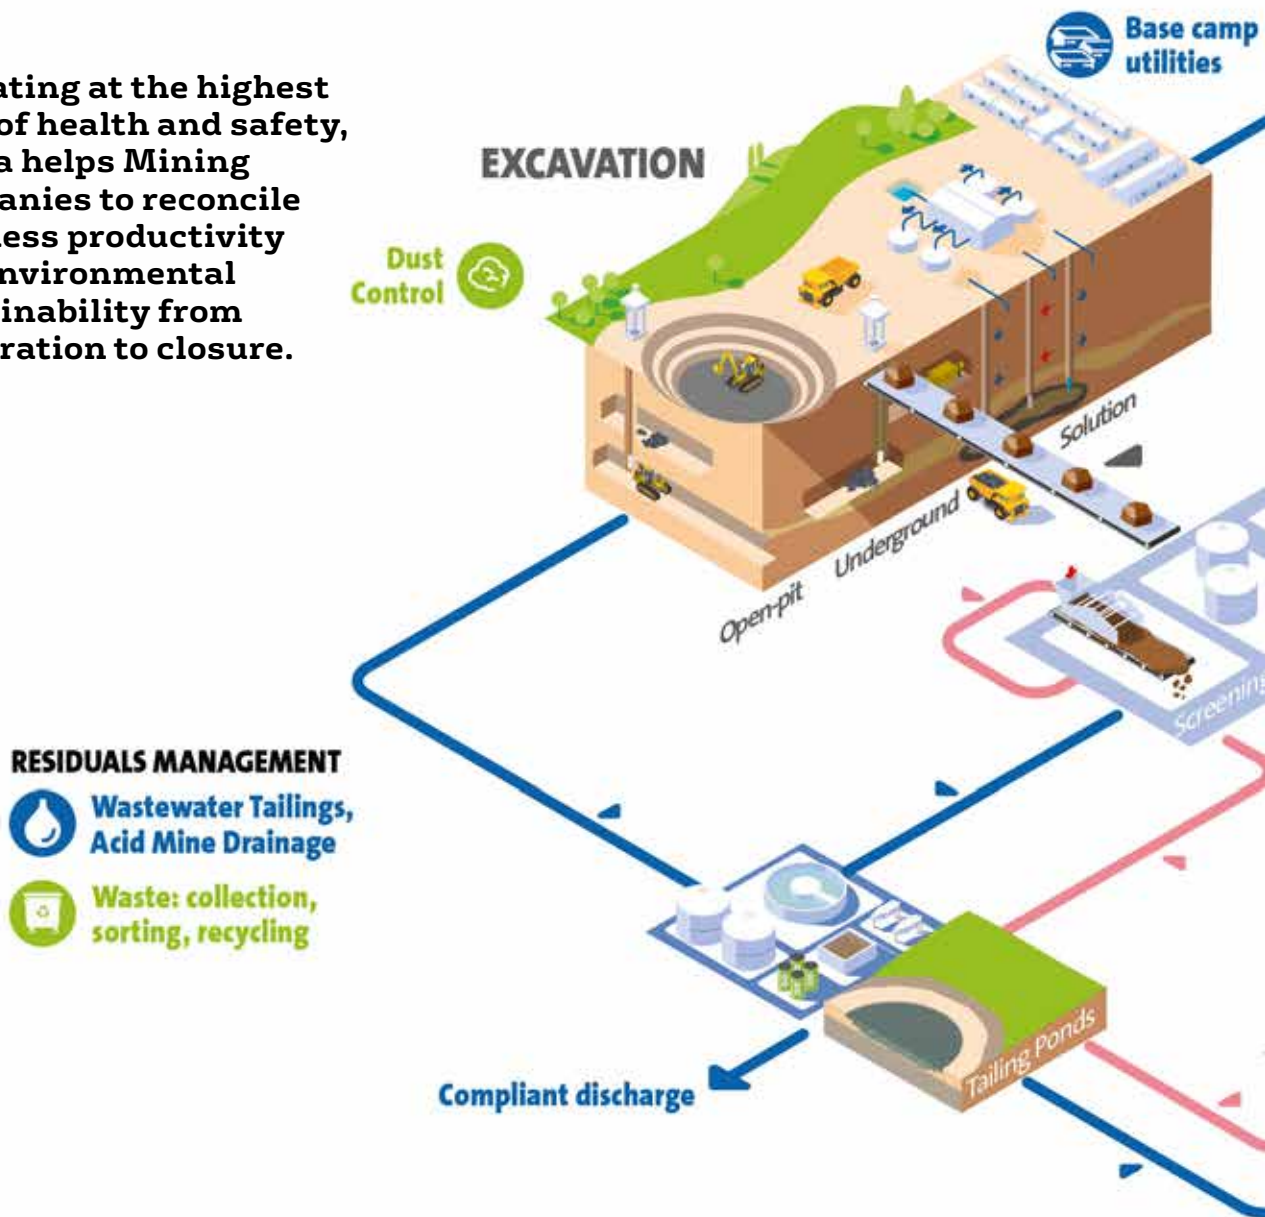 ating at the highest
of health and safety,
a helps Mining
anies to reconcile
ess productivity
nvironmental
inability from
ration to closure.
Base camp
utilities
EXCAVATION
Dust
Control
Solution
Underground
Open-pit
Screening
RESIDUALS MANAGEMENT
Wastewater Tailings,
Acid Mine Drainage
Waste: collection,
sorting, recycling
Tailing Ponds
Compliant discharge